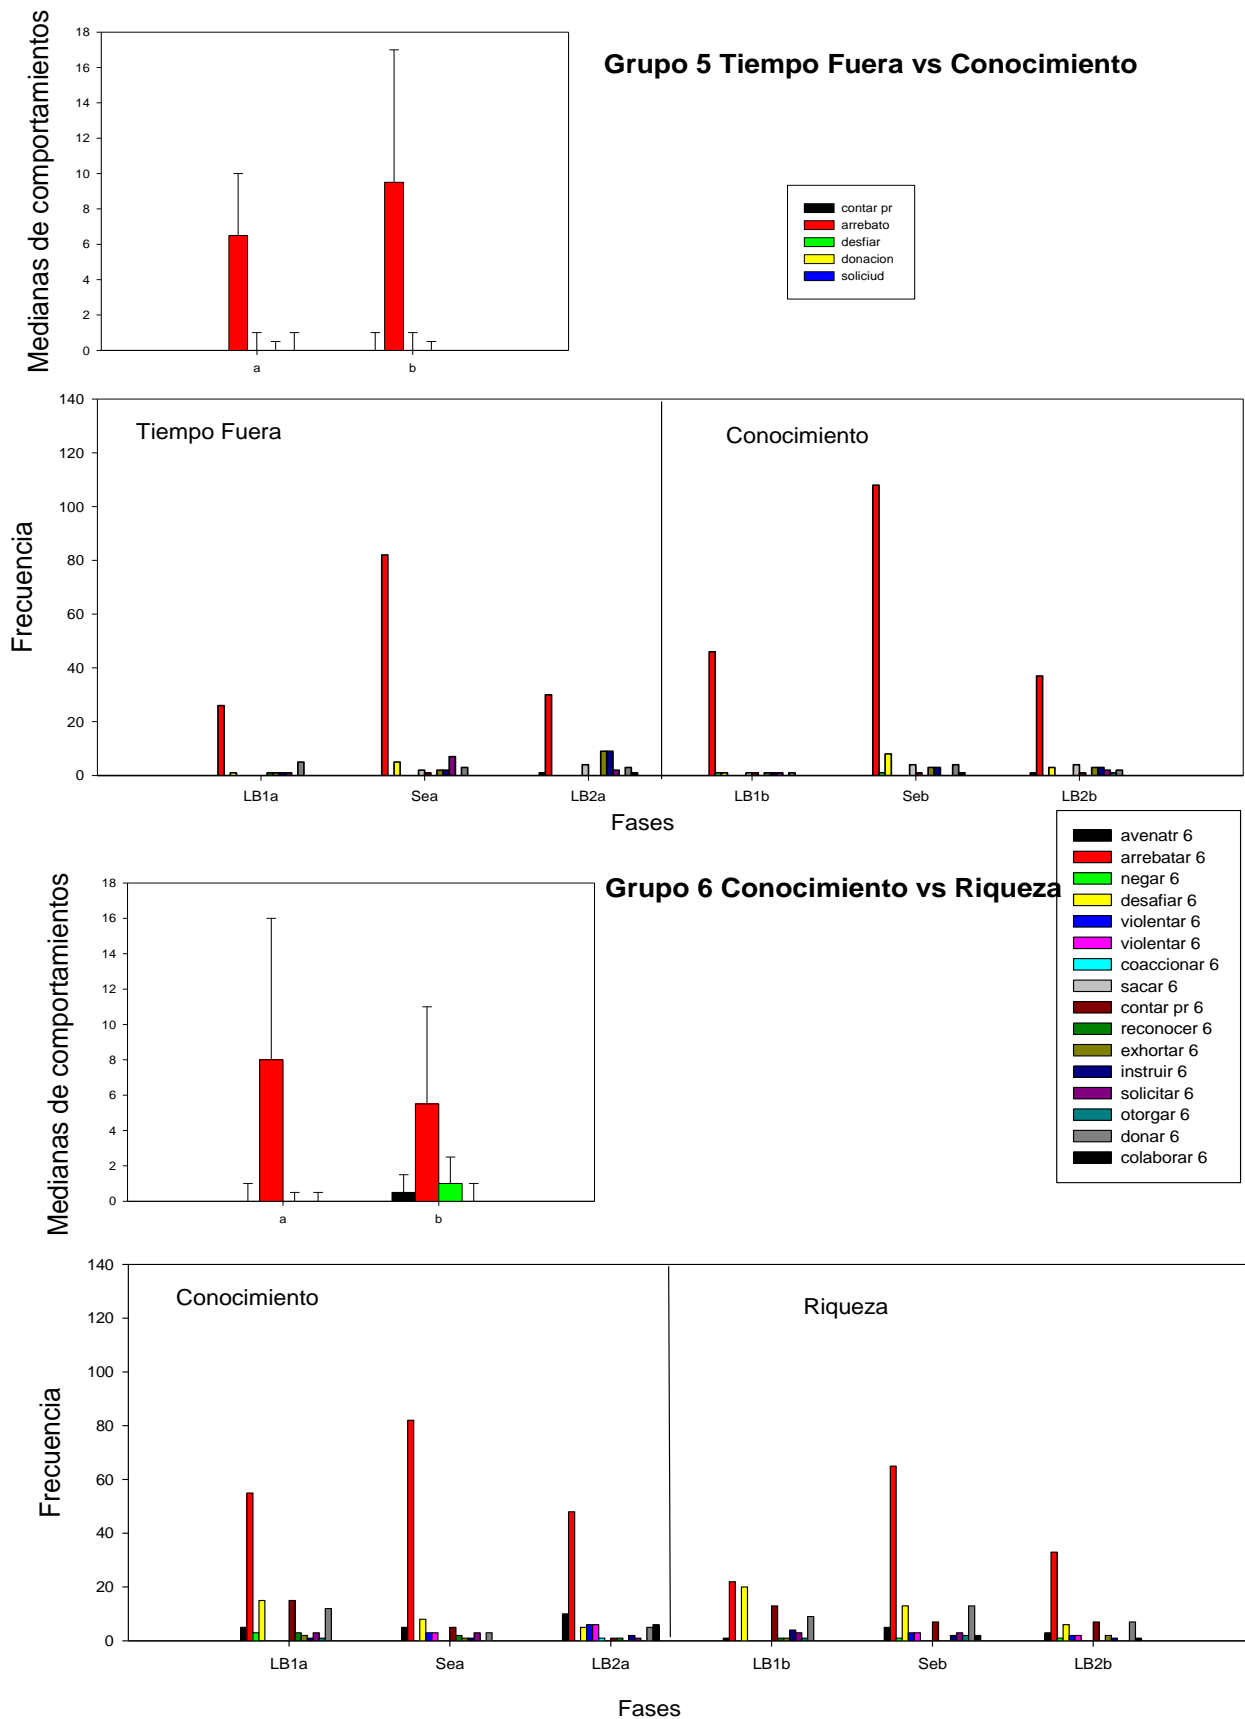 Grupo 5 Tiempo Fuera vs Conocimiento
Medianas de comportamientos
18
16
14
12
10
8
6
4
2
0
a
b
contar pr
arrebato
desfiar
donacion
soliciud
Frecuencia
140
120
100
80
60
40
20
0
Tiempo Fuera
Conocimiento
LB1a
Sea
LB2a
LB1b
Seb
LB2b
Fases
Grupo 6 Conocimiento vs Riqueza
Medianas de comportamientos
18
16
14
12
10
8
6
4
2
0
a
b
avenatr 6
arrebatar 6
negar 6
desafiar 6
violentar 6
violentar 6
coaccionar 6
sacar 6
contar pr 6
reconocer 6
exhortar 6
instruir 6
solicitar 6
otorgar 6
donar 6
colaborar 6
Frecuencia
140
120
100
80
60
40
20
0
Conocimiento
Riqueza
LB1a
Sea
LB2a
LB1b
Seb
LB2b
Fases